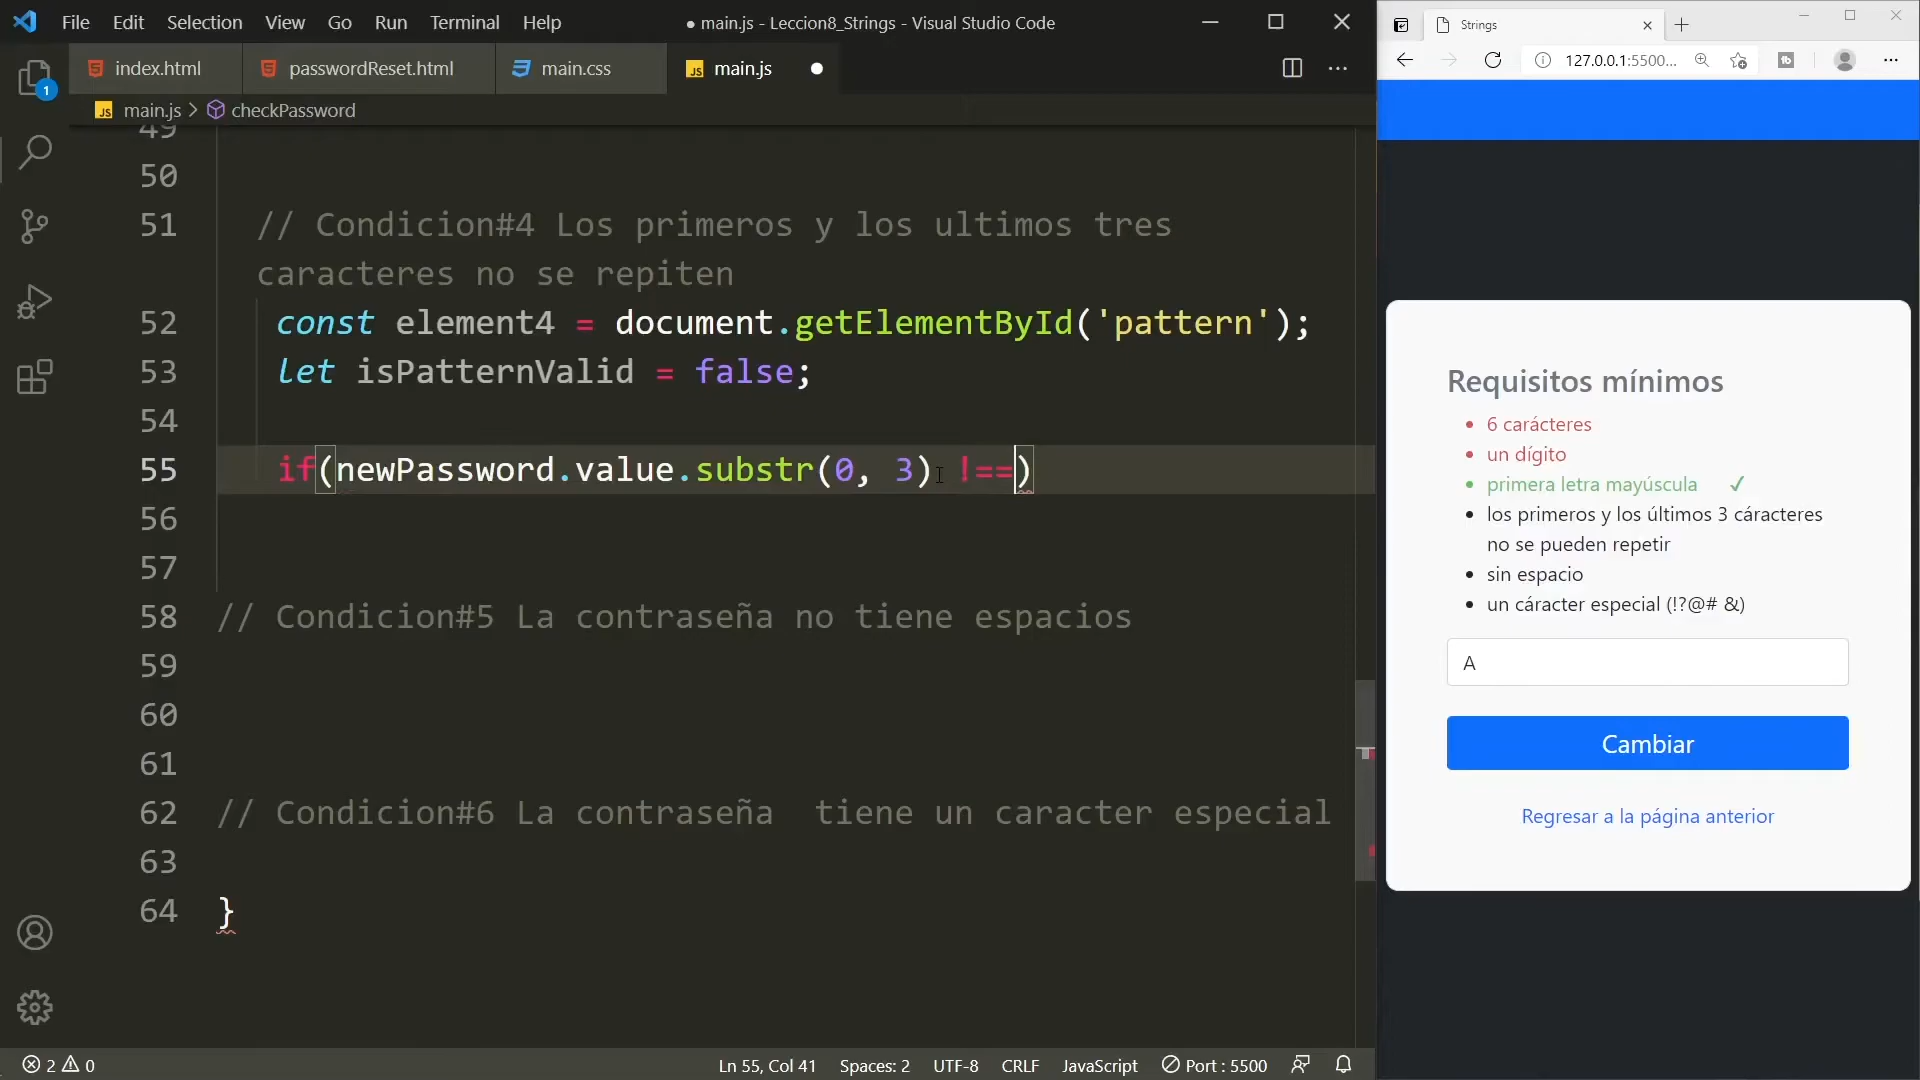 File Edit Selection View Go Run Terminal Help
● main.js - Leccion8_Strings - Visual Studio Code
index.html passwordReset.html main.css main.js
main.js > checkPassword
49
50
51 // Condicion#4 Los primeros y los ultimos tres
caracteres no se repiten
52 const element4 = document.getElementById('pattern');
53 let isPatternValid = false;
54
55 if(newPassword.value.substr(0, 3) !==)
56
57
58 // Condicion#5 La contraseña no tiene espacios
59
60
61
62 // Condicion#6 La contraseña  tiene un caracter especial
63
64 }
1
2 0
Ln 55, Col 41 Spaces: 2 UTF-8 CRLF JavaScript Port : 5500
Strings
127.0.0.1:5500...
Requisitos mínimos
6 carácteres
un dígito
primera letra mayúscula ✓
los primeros y los últimos 3 cáracteres
no se pueden repetir
sin espacio
un cáracter especial (!?@# &)
A
Cambiar
Regresar a la página anterior